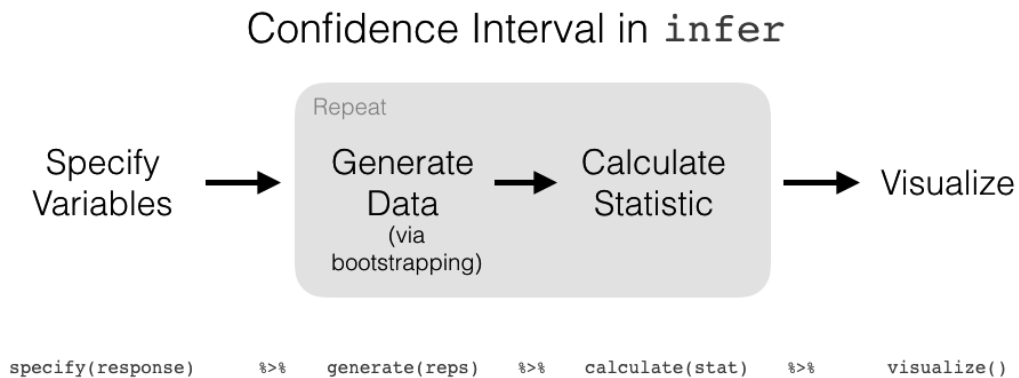 Confidence Interval in infer
Repeat
Specify
Variables
Generate
Data
(via
bootstrapping)
Calculate
Statistic
Visualize
specify(response) %>% generate(reps) %>% calculate(stat) %>% visualize()